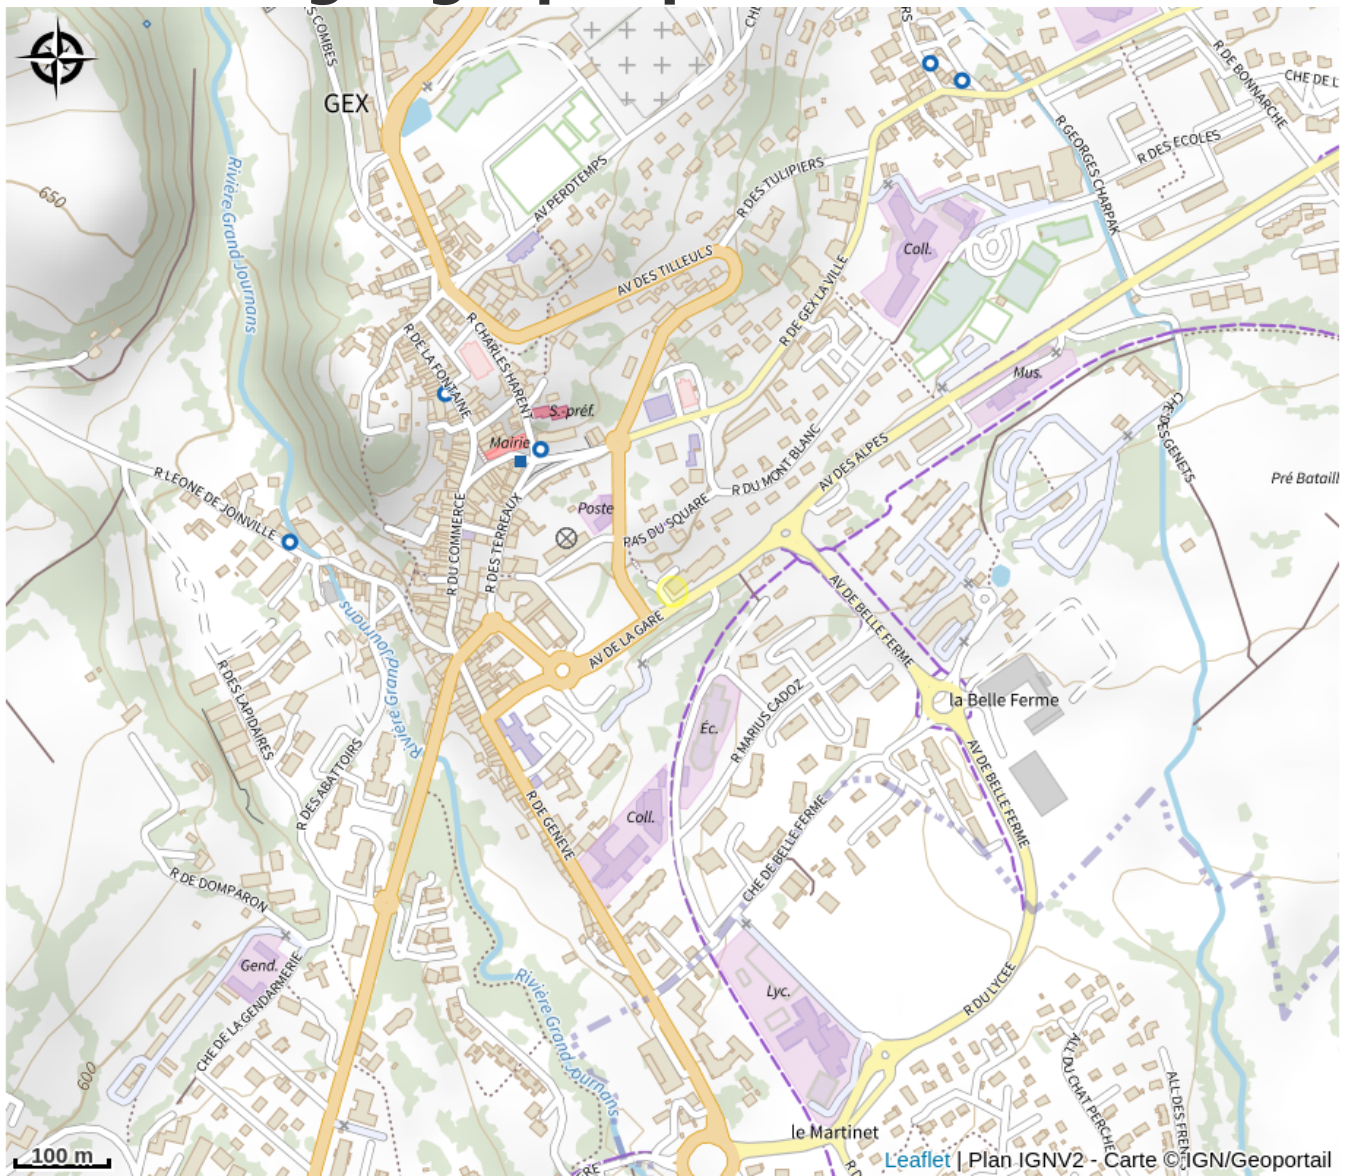 GEX
R DE BONNARCHE
CHE DE L
R GEORGES CHARPAK
R DES ECOLES
650
Rivière Grand Journans
AV PERDTEMPS
R DES TULIPIERS
Coll.
AV DES TILLEULS
R DE GEX LA VILLE
R CHARLES HARENT
R DE LA FONTAINE
Mus.
S.-préf.
Mairie
CHE DES GENETS
R DU MONT BLANC
AV DES ALPES
R LEONE DE JOINVILLE
Pré Bataill
R DU COMMERCE
R DES TERREAUX
Poste
R AS DU SQUARE
AV DE LA GARE
AV DE BELLE FERME
Rivière Grand Journans
R DES LAPIDAIRES
R MARIUS CADOZ
la Belle Ferme
Éc.
R DES ABATTOIRS
AV DE BELLE FERME
R DE GENEVE
Coll.
CHE DE BELLE FERME
R DE DOMPARON
Gend.
CHE DE LA GENDARMERIE
Rivière Grand Journans
Lyc.
R DU LYCEE
600
ALL DU CHAT PERCHE
ALL DES FREN
le Martinet
100 m
Leaflet | Plan IGNV2 - Carte © IGN/Geoportail